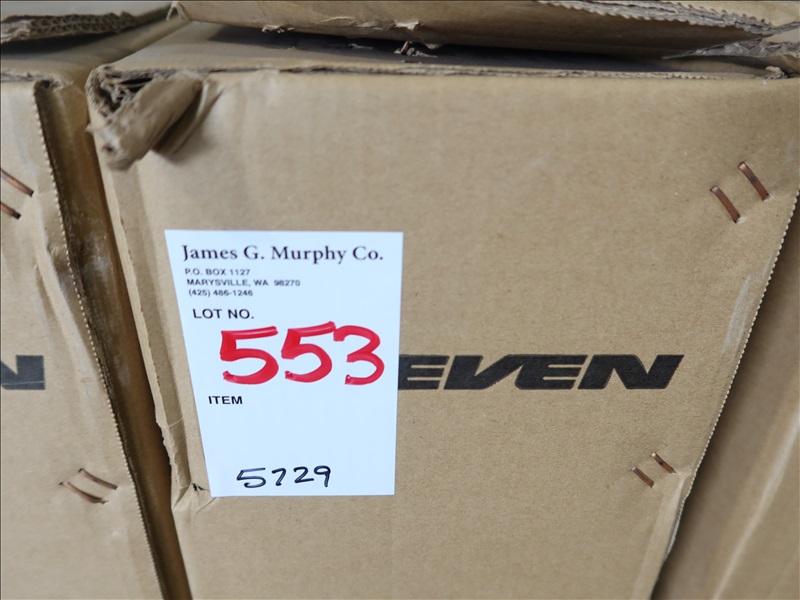 James G. Murphy Co.
P.O. BOX 1127
MARYSVILLE, WA 98270
(425) 486-1246
LOT NO.
553
EVEN
N
ITEM
5729